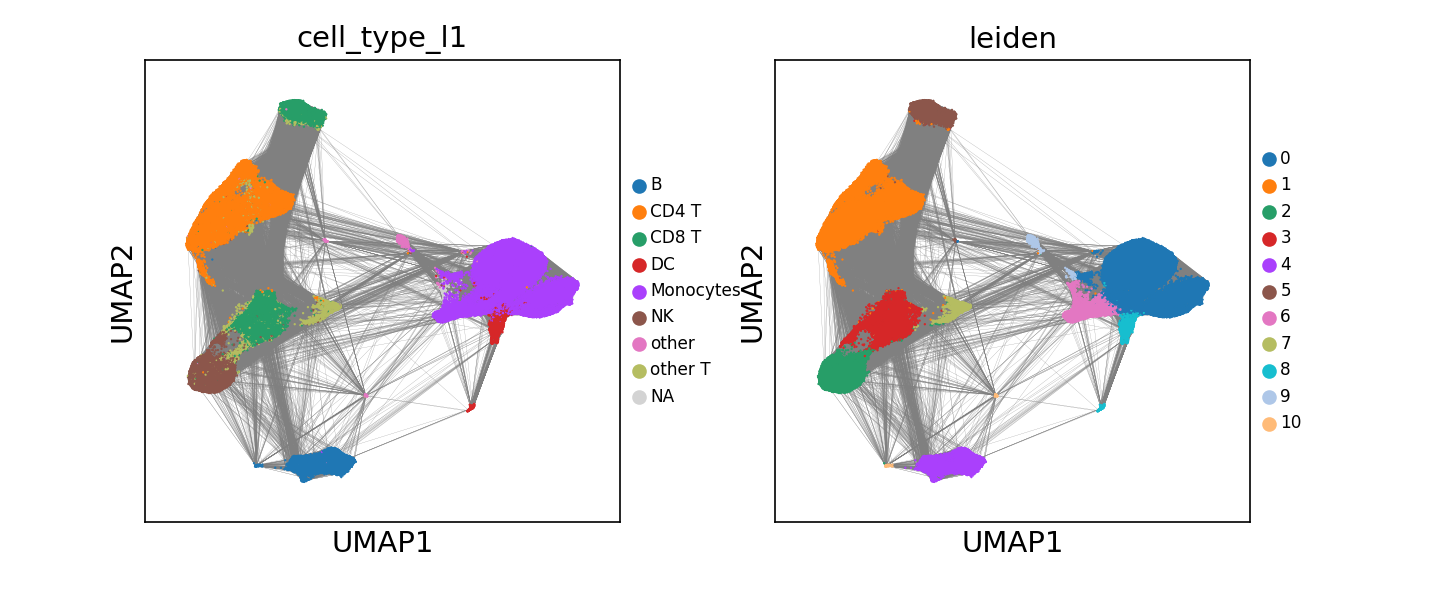 cell_type_l1
UMAP2
UMAP1
B
CD4 T
CD8 T
DC
Monocytes
NK
other
other T
NA
leiden
UMAP2
UMAP1
0
1
2
3
4
5
6
7
8
9
10